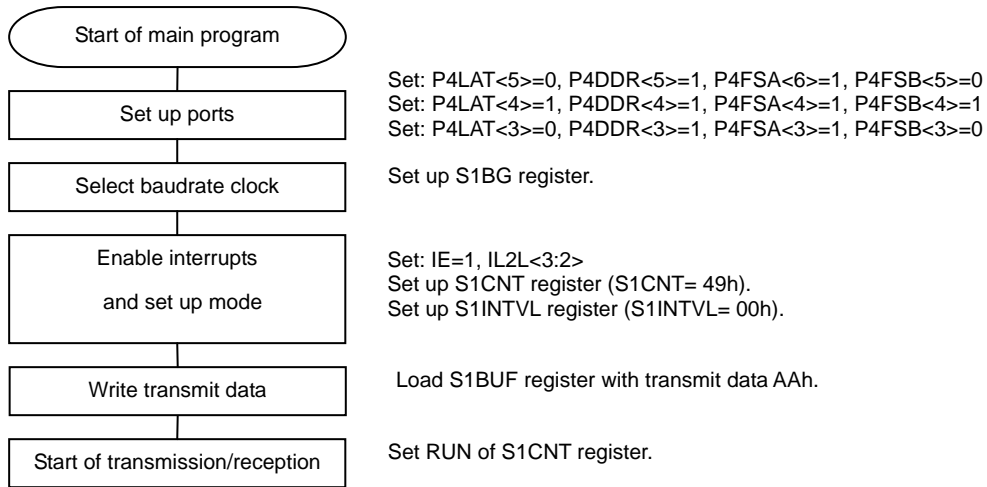 Start of main program
Set up ports
Set: P4LAT<5>=0, P4DDR<5>=1, P4FSA<6>=1, P4FSB<5>=0
Set: P4LAT<4>=1, P4DDR<4>=1, P4FSA<4>=1, P4FSB<4>=1
Set: P4LAT<3>=0, P4DDR<3>=1, P4FSA<3>=1, P4FSB<3>=0
Select baudrate clock
Set up S1BG register.
Enable interrupts
and set up mode
Set: IE=1, IL2L<3:2>
Set up S1CNT register (S1CNT= 49h).
Set up S1INTVL register (S1INTVL= 00h).
Write transmit data
Load S1BUF register with transmit data AAh.
Start of transmission/reception
Set RUN of S1CNT register.